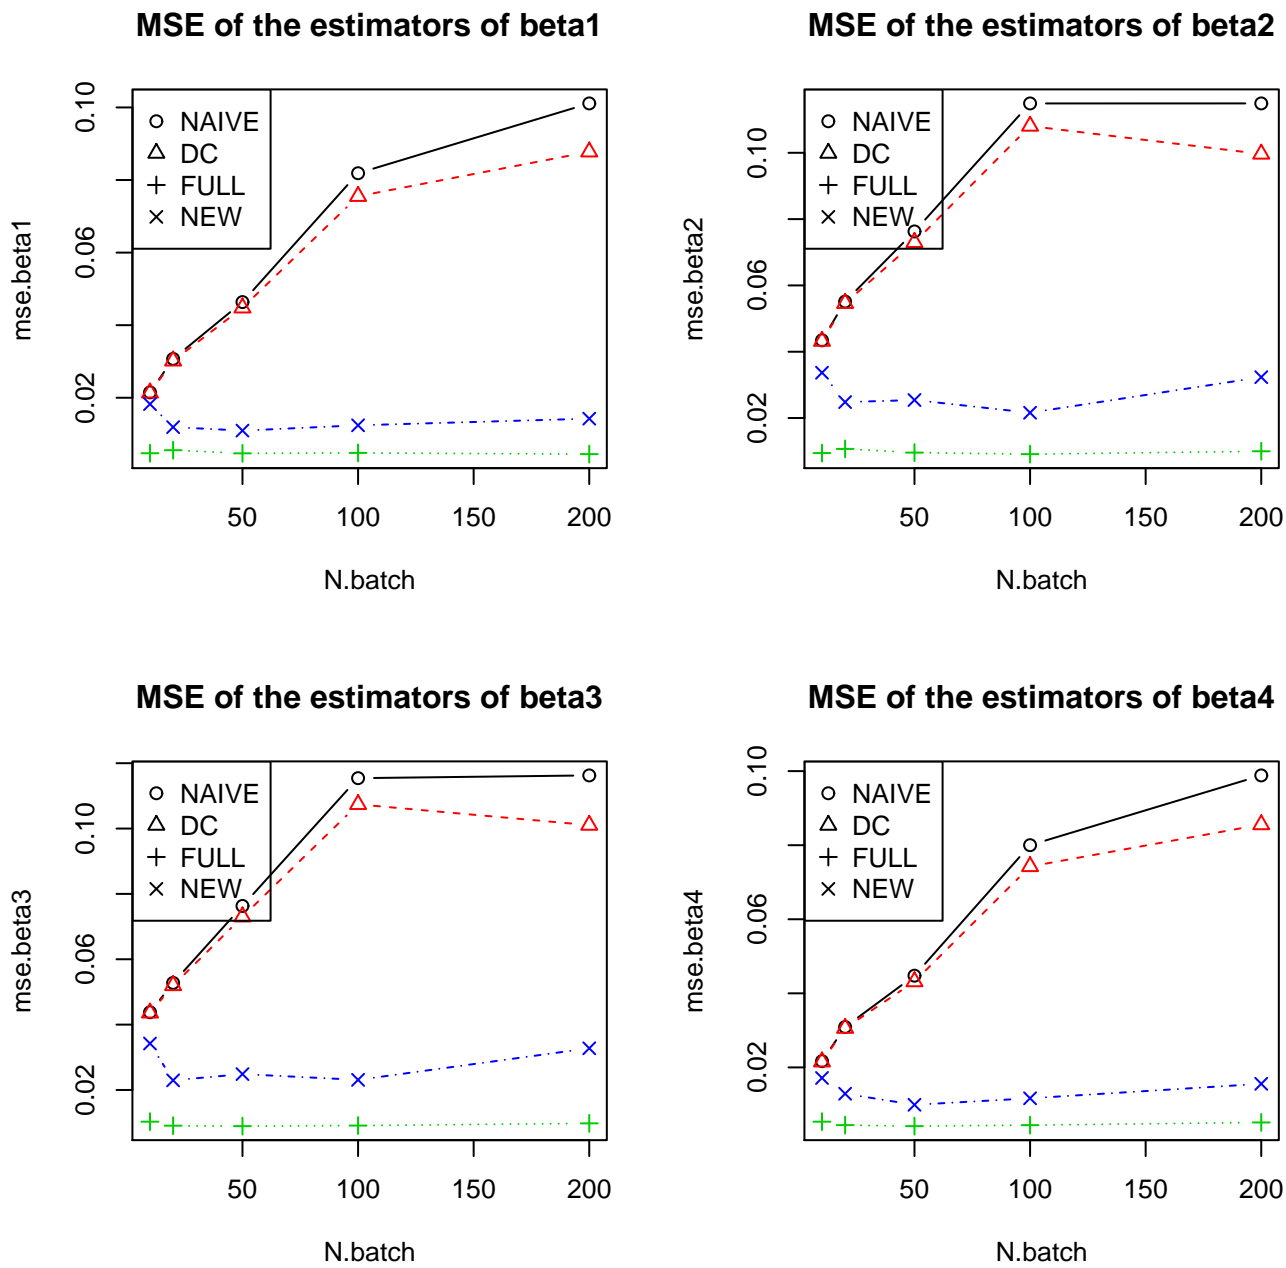 MSE of the estimators of beta1
mse.beta1
0.10
0.06
0.02
NAIVE
DC
FULL
NEW
50 100 150 200
N.batch
MSE of the estimators of beta2
mse.beta2
0.10
0.06
0.02
NAIVE
DC
FULL
NEW
50 100 150 200
N.batch
MSE of the estimators of beta3
mse.beta3
0.10
0.06
0.02
NAIVE
DC
FULL
NEW
50 100 150 200
N.batch
MSE of the estimators of beta4
mse.beta4
0.10
0.06
0.02
NAIVE
DC
FULL
NEW
50 100 150 200
N.batch